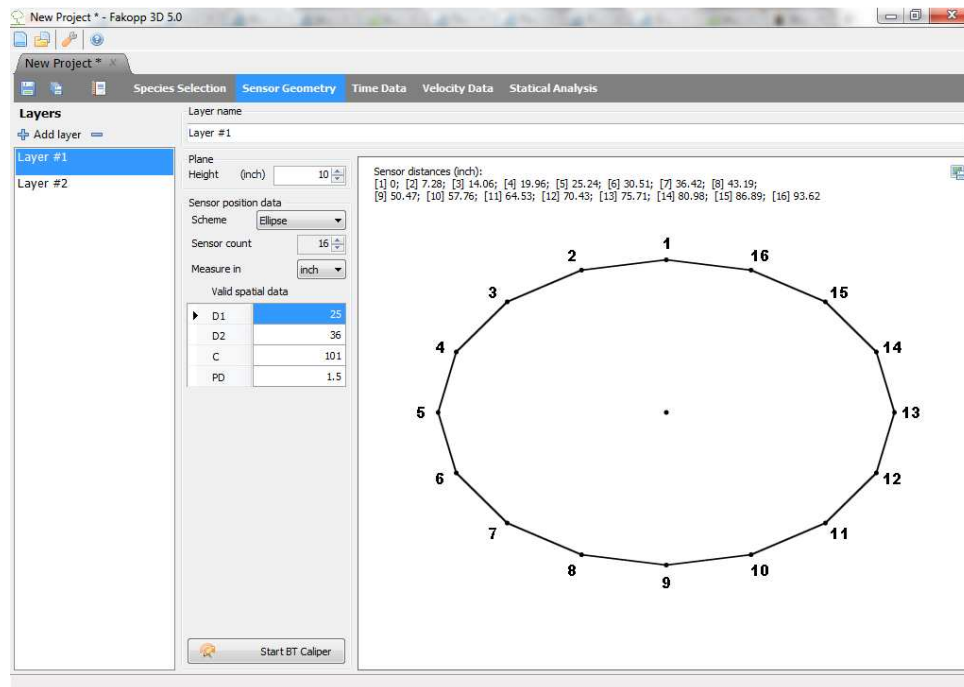 New Project * - Fakopp 3D 5.0
New Project *
Species Selection Sensor Geometry Time Data Velocity Data Statical Analysis
Layers
Add layer
Layer #1
Layer #2
Layer name
Layer #1
Plane
Height (inch) 10
Sensor position data
Scheme Ellipse
Sensor count 16
Measure in inch
Valid spatial data
D1 25
D2 36
C 101
PD 1.5
Start BT Caliper
Sensor distances (inch):
[1] 0; [2] 7.28; [3] 14.06; [4] 19.96; [5] 25.24; [6] 30.51; [7] 36.42; [8] 43.19;
[9] 50.47; [10] 57.76; [11] 64.53; [12] 70.43; [13] 75.71; [14] 80.98; [15] 86.89; [16] 93.62
1
2 16
3 15
4 14
5 13
6 12
7 11
8 10
9